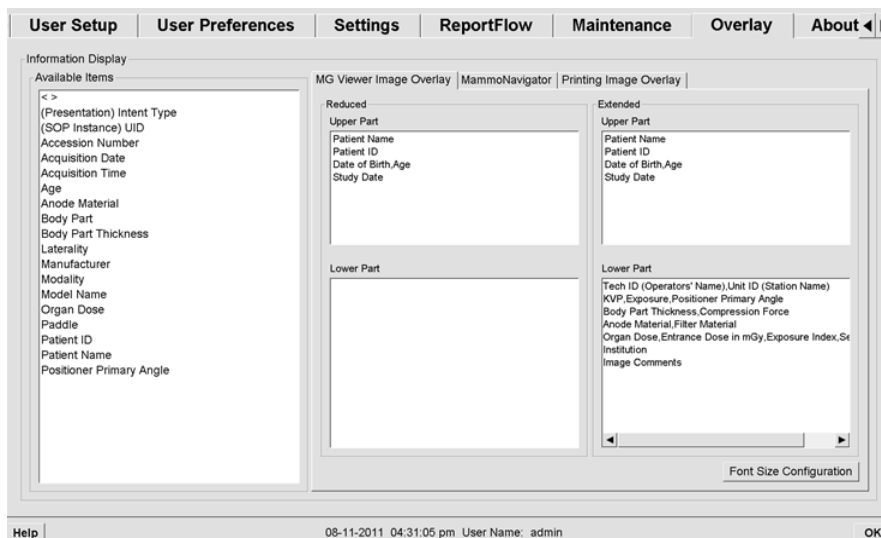 User Setup
User Preferences
Settings
ReportFlow
Maintenance
Overlay
About
Information Display
Available Items
< >
(Presentation) Intent Type
(SOP Instance) UID
Accession Number
Acquisition Date
Acquisition Time
Age
Anode Material
Body Part
Body Part Thickness
Laterality
Manufacturer
Modality
Model Name
Organ Dose
Paddle
Patient ID
Patient Name
Positioner Primary Angle
MG Viewer Image Overlay
MammoNavigator
Printing Image Overlay
Reduced
Upper Part
Patient Name
Patient ID
Date of Birth,Age
Study Date
Lower Part
Extended
Upper Part
Patient Name
Patient ID
Date of Birth,Age
Study Date
Lower Part
Tech ID (Operators' Name),Unit ID (Station Name)
KVP,Exposure,Positioner Primary Angle
Body Part Thickness,Compression Force
Anode Material,Filter Material
Organ Dose,Entrance Dose in mGy,Exposure Index,Se
Institution
Image Comments
Font Size Configuration
Help
08-11-2011 04:31:05 pm User Name: admin
OK